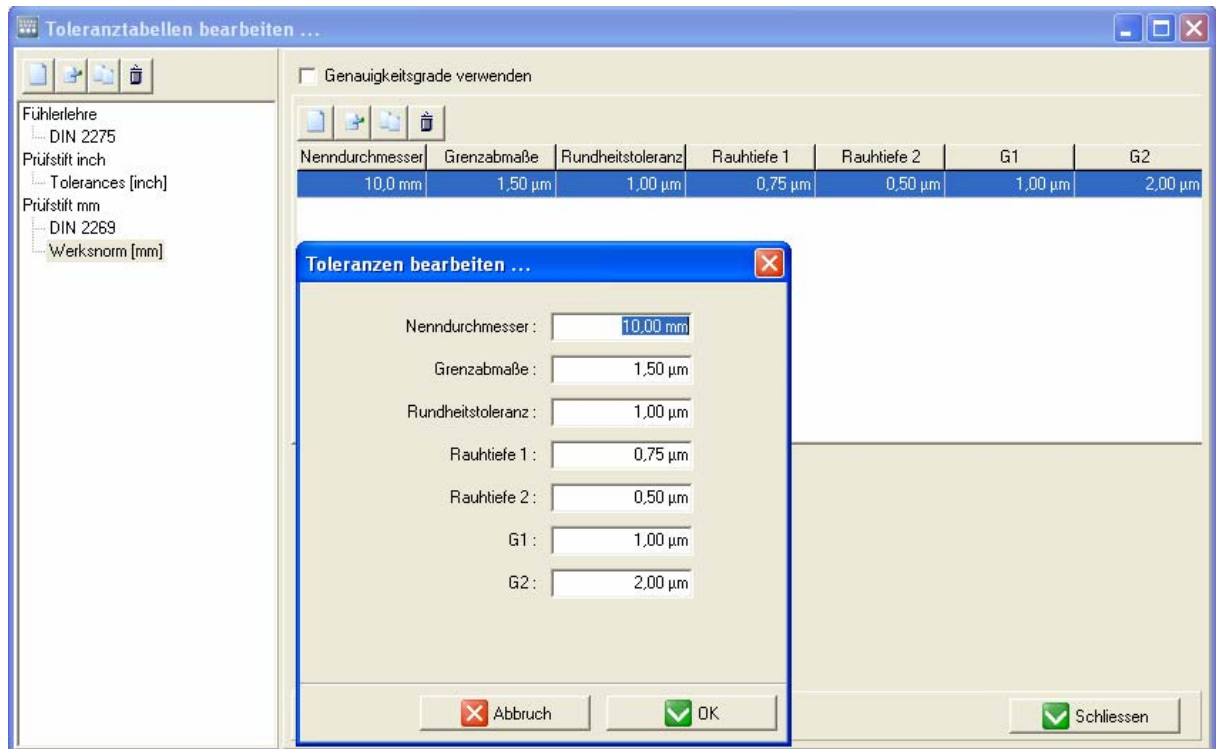 Toleranztabellen bearbeiten ...
Genauigkeitsgrade verwenden
Fühlerlehre
DIN 2275
Prüfstift inch
Tolerances [inch]
Prüfstift mm
DIN 2269
Werksnorm [mm]
Nenndurchmesser Grenzabmaße Rundheitstoleranz Rauhtiefe 1 Rauhtiefe 2 G1 G2
10,0 mm 1,50 µm 1,00 µm 0,75 µm 0,50 µm 1,00 µm 2,00 µm
Toleranzen bearbeiten ...
Nenndurchmesser : 10,00 mm
Grenzabmaße : 1,50 µm
Rundheitstoleranz : 1,00 µm
Rauhtiefe 1 : 0,75 µm
Rauhtiefe 2 : 0,50 µm
G1 : 1,00 µm
G2 : 2,00 µm
Abbruch OK
Schliessen